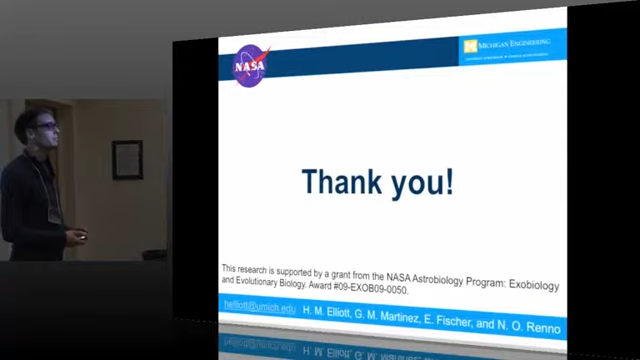 NASA
MICHIGAN ENGINEERING
Thank you!
This research is supported by a grant from the NASA Astrobiology Program: Exobiology
and Evolutionary Biology. Award #09-EXOB09-0050.
helliott@umich.edu H. M. Elliott, G. M. Martinez, E. Fischer, and N. O. Renno